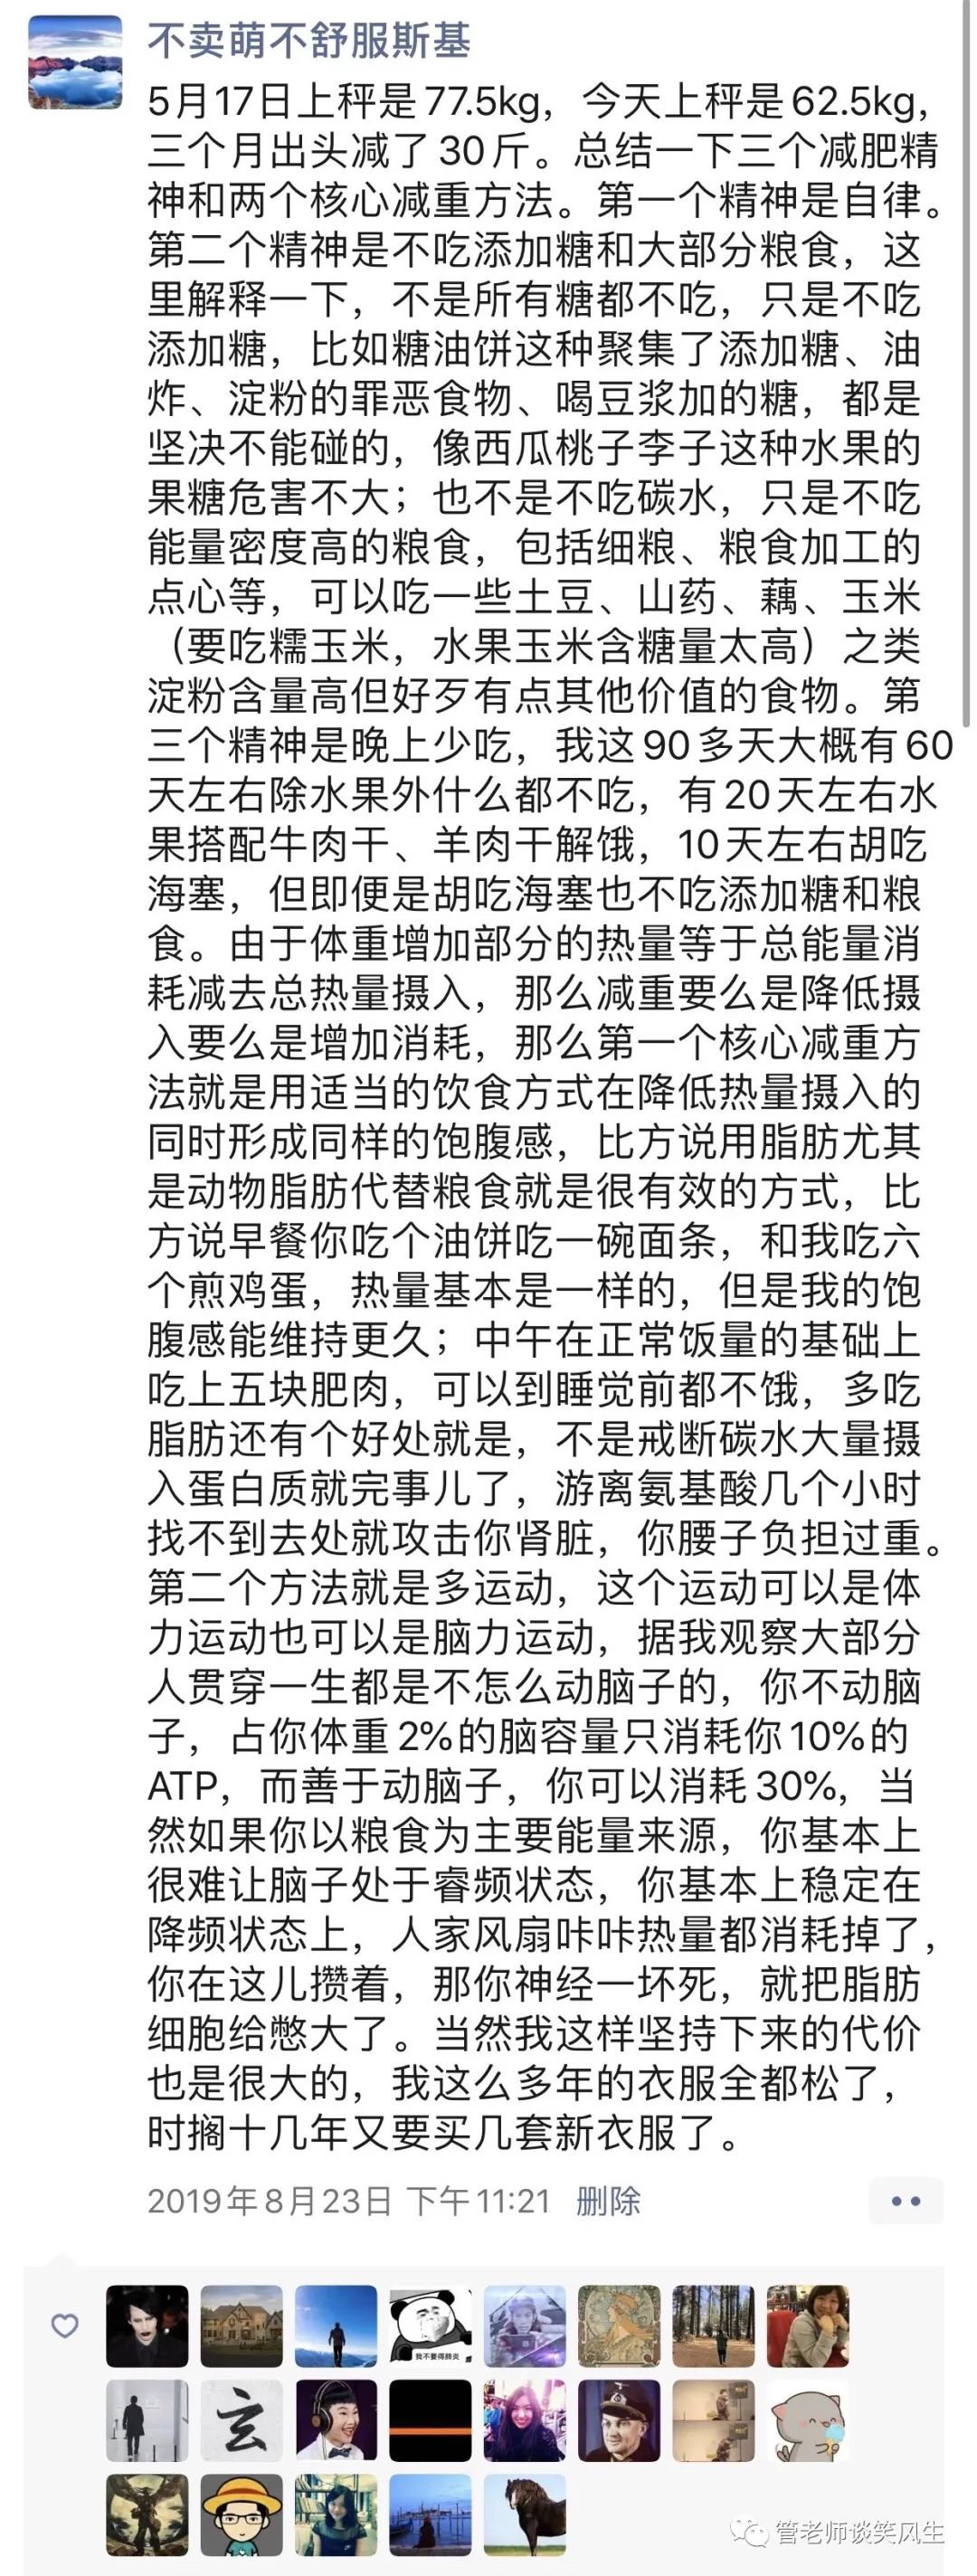 不卖萌不舒服斯基
5月17日上秤是77.5kg，今天上秤是62.5kg，
三个月出头减了30斤。总结一下三个减肥精
神和两个核心减重方法。第一个精神是自律。
第二个精神是不吃添加糖和大部分粮食，这
里解释一下，不是所有糖都不吃，只是不吃
添加糖，比如糖油饼这种聚集了添加糖、油
炸、淀粉的罪恶食物、喝豆浆加的糖，都是
坚决不能碰的，像西瓜桃子李子这种水果的
果糖危害不大；也不是不吃碳水，只是不吃
能量密度高的粮食，包括细粮、粮食加工的
点心等，可以吃一些土豆、山药、藕、玉米
（要吃糯玉米，水果玉米含糖量太高）之类
淀粉含量高但好歹有点其他价值的食物。第
三个精神是晚上少吃，我这90多天大概有60
天左右除水果外什么都不吃，有20天左右水
果搭配牛肉干、羊肉干解饿，10天左右胡吃
海塞，但即便是胡吃海塞也不吃添加糖和粮
食。由于体重增加部分的热量等于总能量消
耗减去总热量摄入，那么减重要么是降低摄
入要么是增加消耗，那么第一个核心减重方
法就是用适当的饮食方式在降低热量摄入的
同时形成同样的饱腹感，比方说用脂肪尤其
是动物脂肪代替粮食就是很有效的方式，比
方说早餐你吃个油饼吃一碗面条，和我吃六
个煎鸡蛋，热量基本是一样的，但是我的饱
腹感能维持更久；中午在正常饭量的基础上
吃上五块肥肉，可以到睡觉前都不饿，多吃
脂肪还有个好处就是，不是戒断碳水大量摄
入蛋白质就完事儿了，游离氨基酸几个小时
找不到去处就攻击你肾脏，你腰子负担过重。
第二个方法就是多运动，这个运动可以是体
力运动也可以是脑力运动，据我观察大部分
人贯穿一生都是不怎么动脑子的，你不动脑
子，占你体重2%的脑容量只消耗你10%的
ATP，而善于动脑子，你可以消耗30%，当
然如果你以粮食为主要能量来源，你基本上
很难让脑子处于睿频状态，你基本上稳定在
降频状态上，人家风扇咔咔热量都消耗掉了，
你在这儿攒着，那你神经一坏死，就把脂肪
细胞给憋大了。当然我这样坚持下来的代价
也是很大的，我这么多年的衣服全都松了，
时搁十几年又要买几套新衣服了。
2019年8月23日 下午11:21 删除
我不要得肺炎
玄
管老师谈笑风生